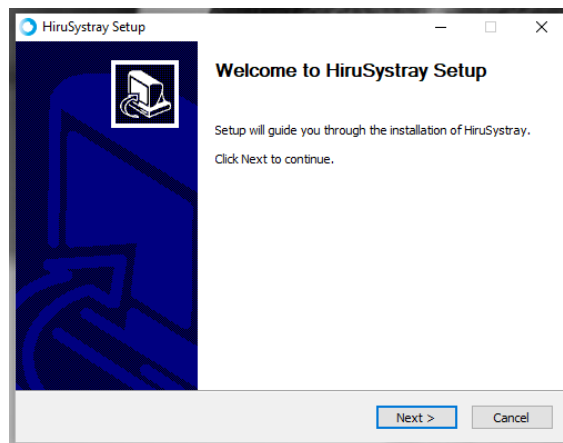 HiruSystray Setup
Welcome to HiruSystray Setup
Setup will guide you through the installation of HiruSystray.
Click Next to continue.
Next >
Cancel